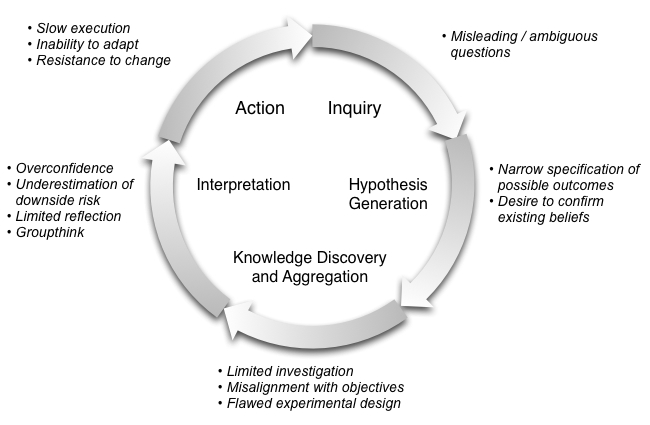 • Slow execution
• Inability to adapt
• Resistance to change
• Misleading / ambiguous
questions
Action
Inquiry
• Overconfidence
• Underestimation of
downside risk
• Limited reflection
• Groupthink
Interpretation
Hypothesis
Generation
• Narrow specification of
possible outcomes
• Desire to confirm
existing beliefs
Knowledge Discovery
and Aggregation
• Limited investigation
• Misalignment with objectives
• Flawed experimental design